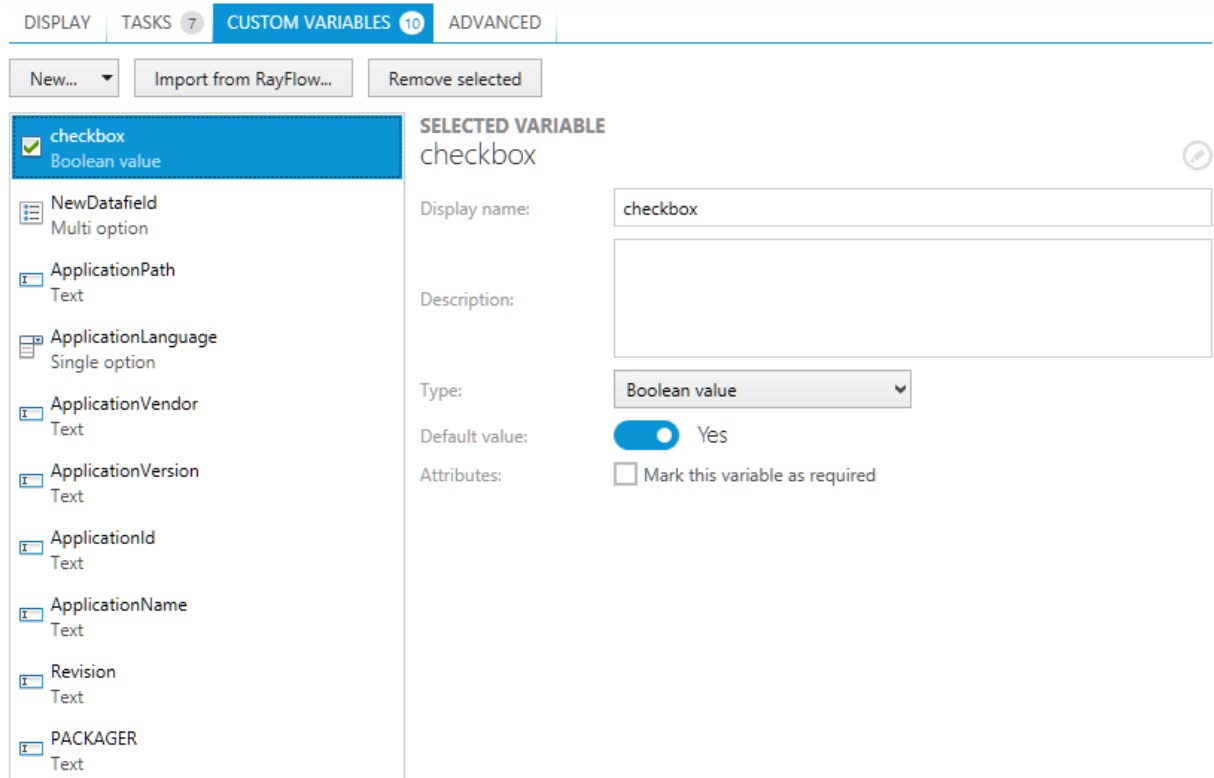 DISPLAY TASKS 7 CUSTOM VARIABLES 10 ADVANCED
New... Import from RayFlow... Remove selected
checkbox
Boolean value
NewDatafield
Multi option
ApplicationPath
Text
ApplicationLanguage
Single option
ApplicationVendor
Text
ApplicationVersion
Text
ApplicationId
Text
ApplicationName
Text
Revision
Text
PACKAGER
Text
SELECTED VARIABLE
checkbox
Display name: checkbox
Description:
Type: Boolean value
Default value: Yes
Attributes: Mark this variable as required